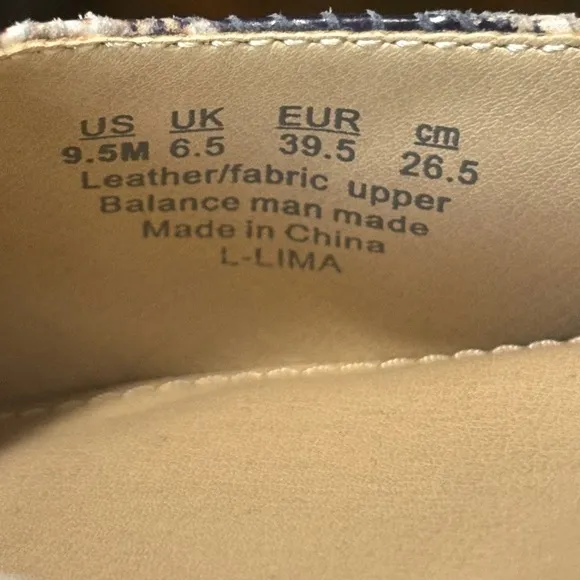 US UK EUR cm
9.5M 6.5 39.5 26.5
Leather/fabric upper
Balance man made
Made in China
L-LIMA